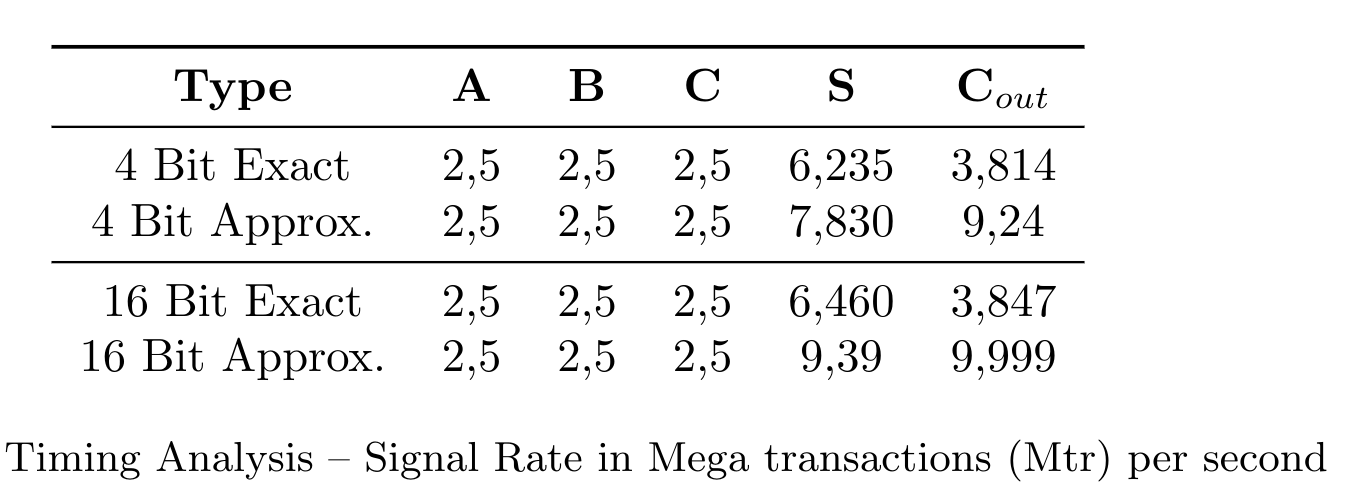 Type A B C S C_out
4 Bit Exact 2,5 2,5 2,5 6,235 3,814
4 Bit Approx. 2,5 2,5 2,5 7,830 9,24
16 Bit Exact 2,5 2,5 2,5 6,460 3,847
16 Bit Approx. 2,5 2,5 2,5 9,39 9,999
Timing Analysis – Signal Rate in Mega transactions (Mtr) per second